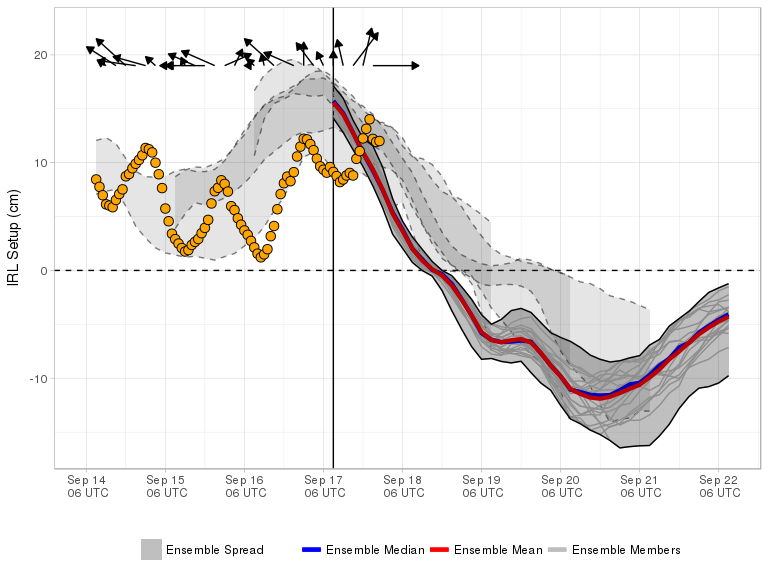 20
10
0
-10
IRL Setup (cm)
Sep 14 Sep 15 Sep 16 Sep 17 Sep 18 Sep 19 Sep 20 Sep 21 Sep 22
06 UTC 06 UTC 06 UTC 06 UTC 06 UTC 06 UTC 06 UTC 06 UTC 06 UTC
Ensemble Spread Ensemble Median Ensemble Mean Ensemble Members